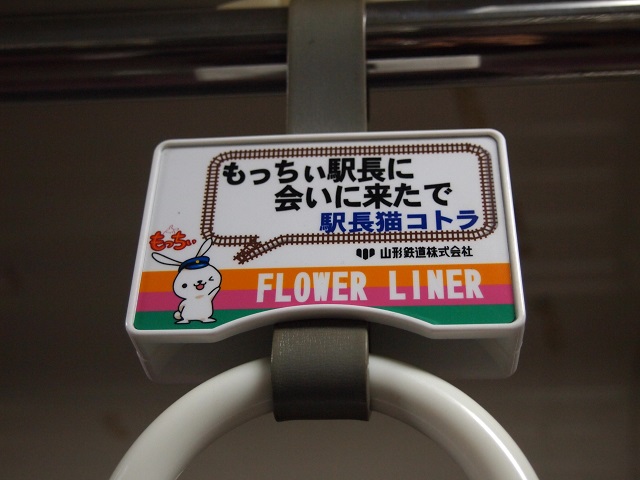 もっちぃ駅長に
会いに来たで
駅長猫コトラ
もっちぃ
山形鉄道株式会社
FLOWER LINER